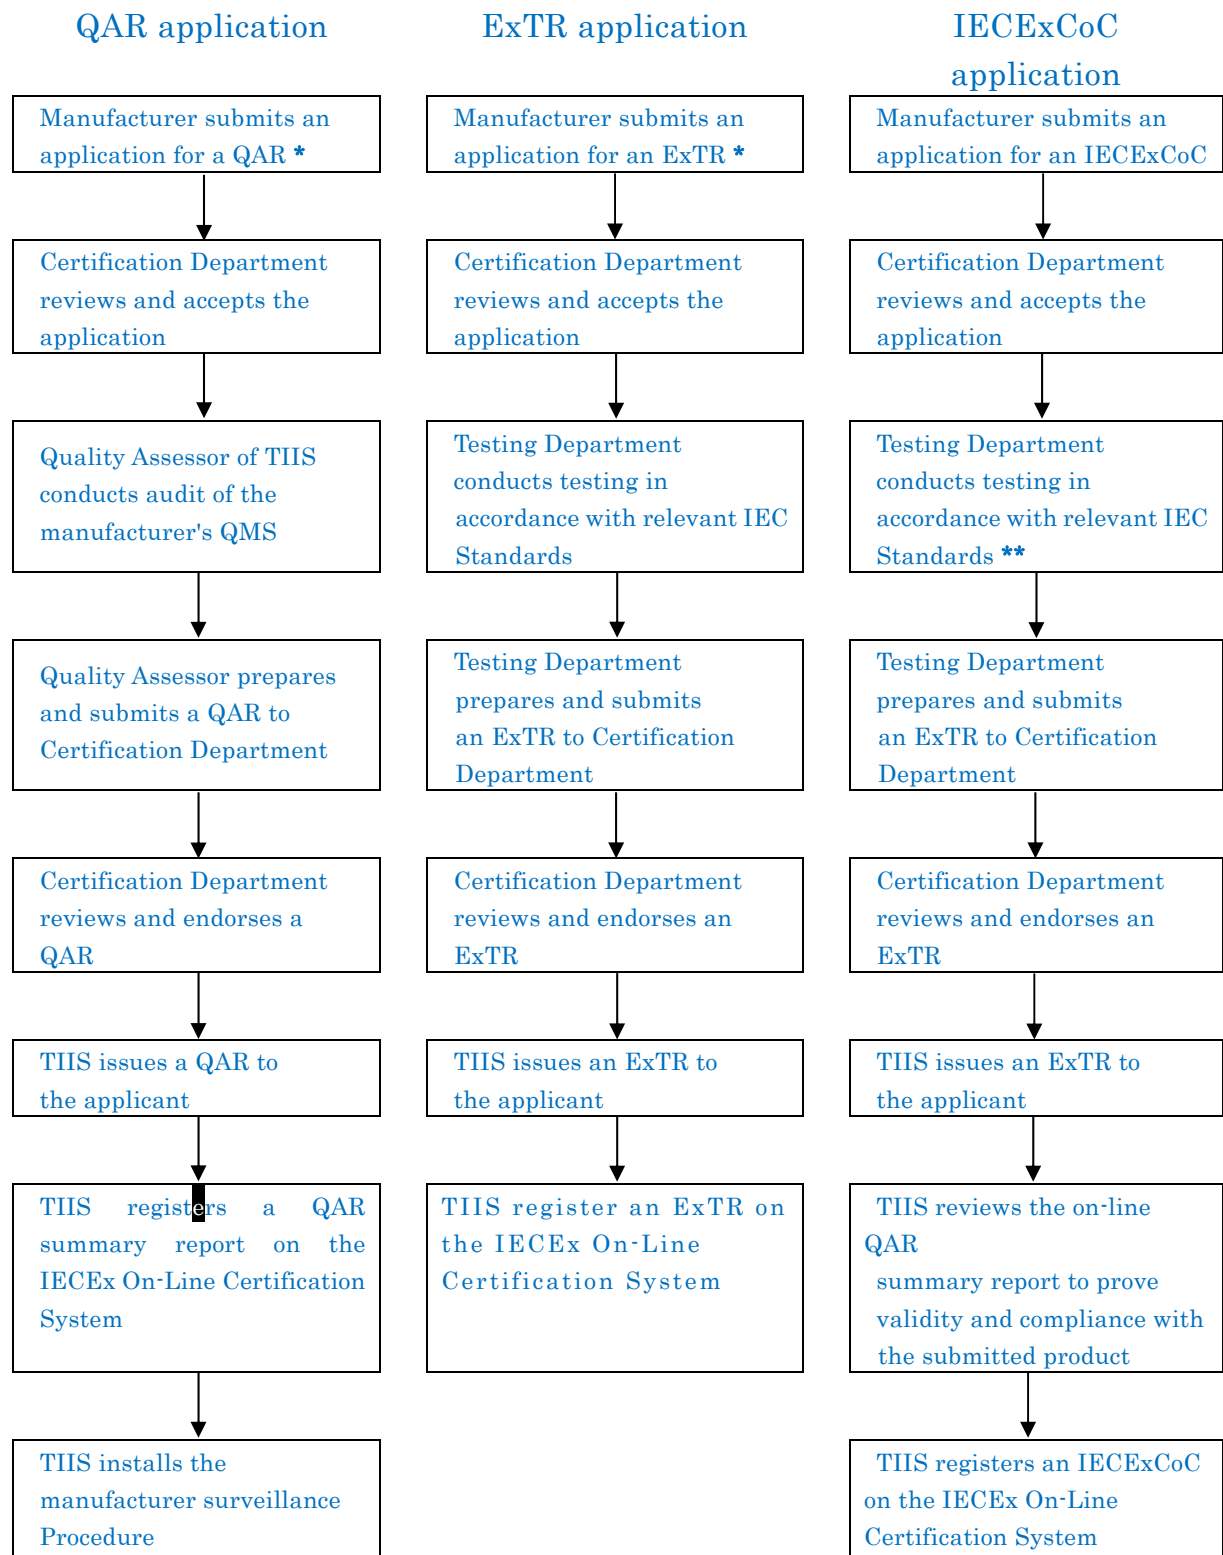 QAR application
Manufacturer submits an
application for a QAR *
Certification Department
reviews and accepts the
application
Quality Assessor of TIIS
conducts audit of the
manufacturer's QMS
Quality Assessor prepares
and submits a QAR to
Certification Department
Certification Department
reviews and endorses a
QAR
TIIS issues a QAR to
the applicant
TIIS registers a QAR
summary report on the
IECEx On-Line Certification
System
TIIS installs the
manufacturer surveillance
Procedure
ExTR application
Manufacturer submits an
application for an ExTR *
Certification Department
reviews and accepts the
application
Testing Department
conducts testing in
accordance with relevant IEC
Standards
Testing Department
prepares and submits
an ExTR to Certification
Department
Certification Department
reviews and endorses an
ExTR
TIIS issues an ExTR to
the applicant
TIIS register an ExTR on
the IECEx On-Line
Certification System
IECExCoC
application
Manufacturer submits an
application for an IECExCoC
Certification Department
reviews and accepts the
application
Testing Department
conducts testing in
accordance with relevant IEC
Standards **
Testing Department
prepares and submits
an ExTR to Certification
Department
Certification Department
reviews and endorses an
ExTR
TIIS issues an ExTR to
the applicant
TIIS reviews the on-line
QAR
summary report to prove
validity and compliance with
the submitted product
TIIS registers an IECExCoC
on the IECEx On-Line
Certification System